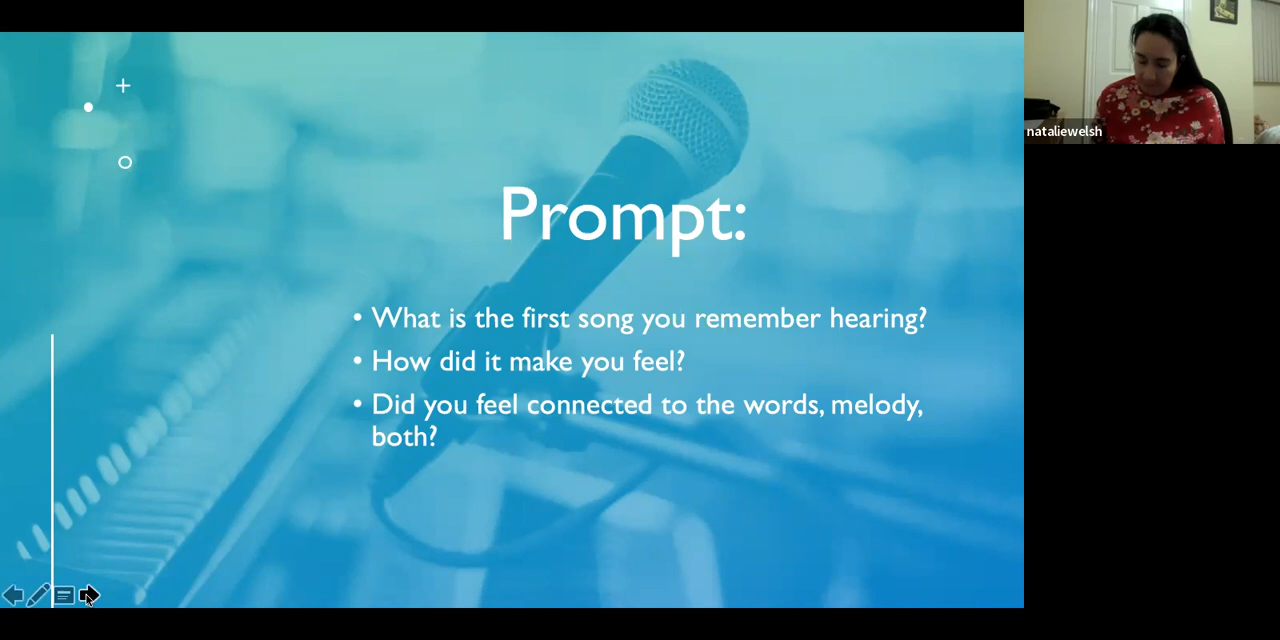 Prompt:
• What is the first song you remember hearing?
• How did it make you feel?
• Did you feel connected to the words, melody,
both?
nataliewelsh